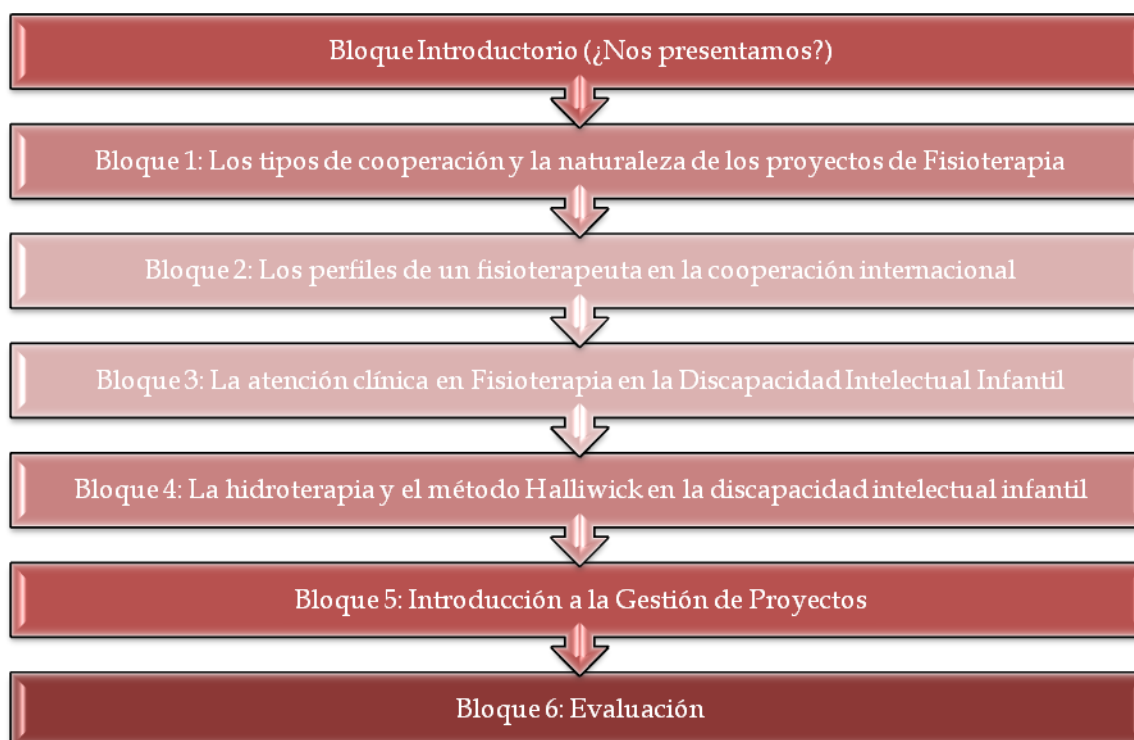 Bloque Introductorio (¿Nos presentamos?)
Bloque 1: Los tipos de cooperación y la naturaleza de los proyectos de Fisioterapia
Bloque 2: Los perfiles de un fisioterapeuta en la cooperación internacional
Bloque 3: La atención clínica en Fisioterapia en la Discapacidad Intelectual Infantil
Bloque 4: La hidroterapia y el método Halliwick en la discapacidad intelectual infantil
Bloque 5: Introducción a la Gestión de Proyectos
Bloque 6: Evaluación